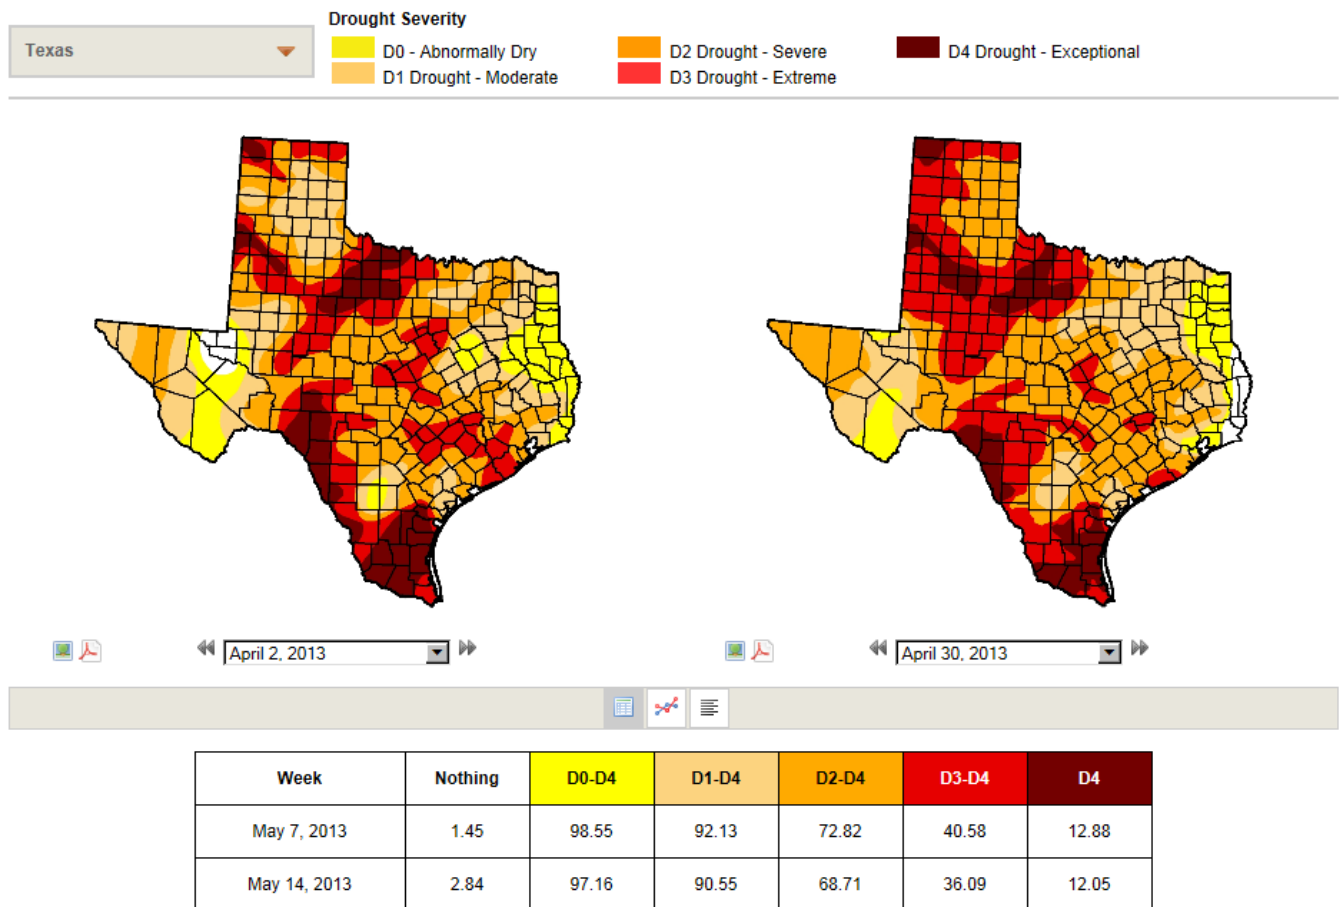 Drought Severity
Texas
D0 - Abnormally Dry
D2 Drought - Severe
D4 Drought - Exceptional
D1 Drought - Moderate
D3 Drought - Extreme
April 2, 2013
April 30, 2013
Week Nothing D0-D4 D1-D4 D2-D4 D3-D4 D4
May 7, 2013 1.45 98.55 92.13 72.82 40.58 12.88
May 14, 2013 2.84 97.16 90.55 68.71 36.09 12.05